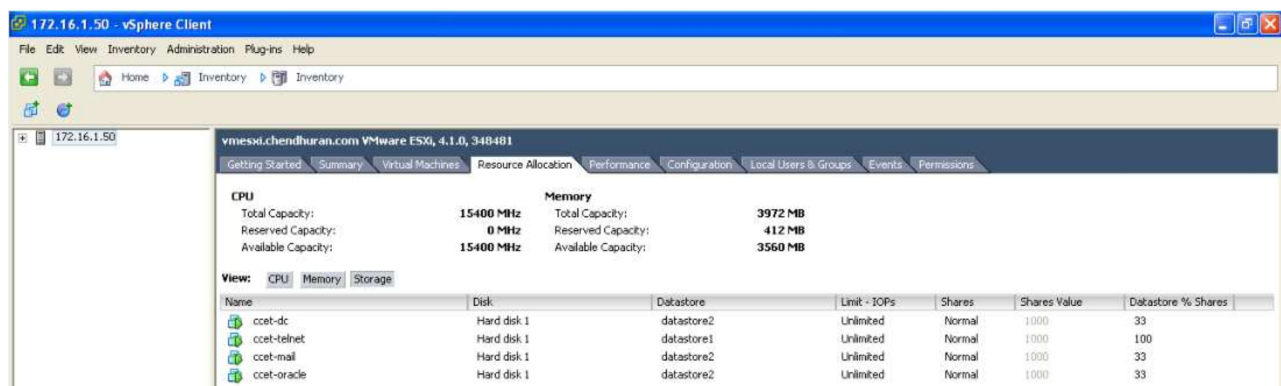 172.16.1.50 - vSphere Client
File Edit View Inventory Administration Plug-ins Help
Home Inventory Inventory
172.16.1.50
vmesxi.chendhuran.com VMware ESXi, 4.1.0, 348481
Getting Started Summary Virtual Machines Resource Allocation Performance Configuration Local Users & Groups Events Permissions
CPU Memory
Total Capacity: 15400 MHz Total Capacity: 3972 MB
Reserved Capacity: 0 MHz Reserved Capacity: 412 MB
Available Capacity: 15400 MHz Available Capacity: 3560 MB
View: CPU Memory Storage
Name Disk Datastore Limit - IOPs Shares Shares Value Datastore % Shares
ccet-dc Hard disk 1 datastore2 Unlimited Normal 1000 33
ccet-telnet Hard disk 1 datastore1 Unlimited Normal 1000 100
ccet-mail Hard disk 1 datastore2 Unlimited Normal 1000 33
ccet-oracle Hard disk 1 datastore2 Unlimited Normal 1000 33